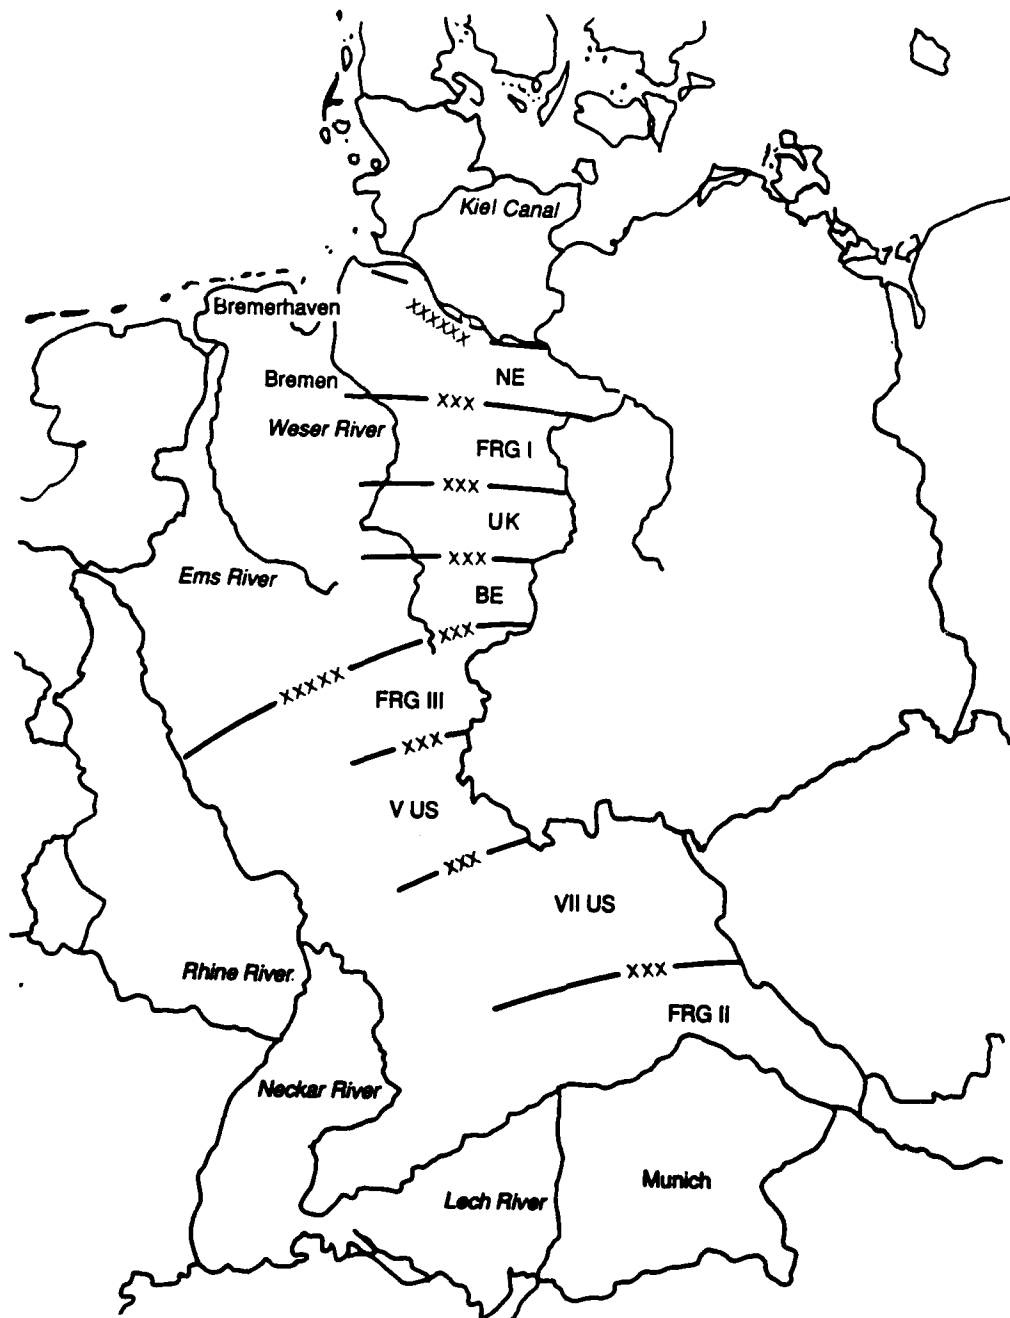 Kiel Canal
Bremerhaven
XXXXXX
NE
Bremen
XXX
Weser River
FRG I
XXX
UK
XXX
Ems River
BE
XXX
XXXXX
FRG III
XXX
V US
XXX
VII US
XXX
Rhine River.
FRG II
Neckar River
Lech River
Munich